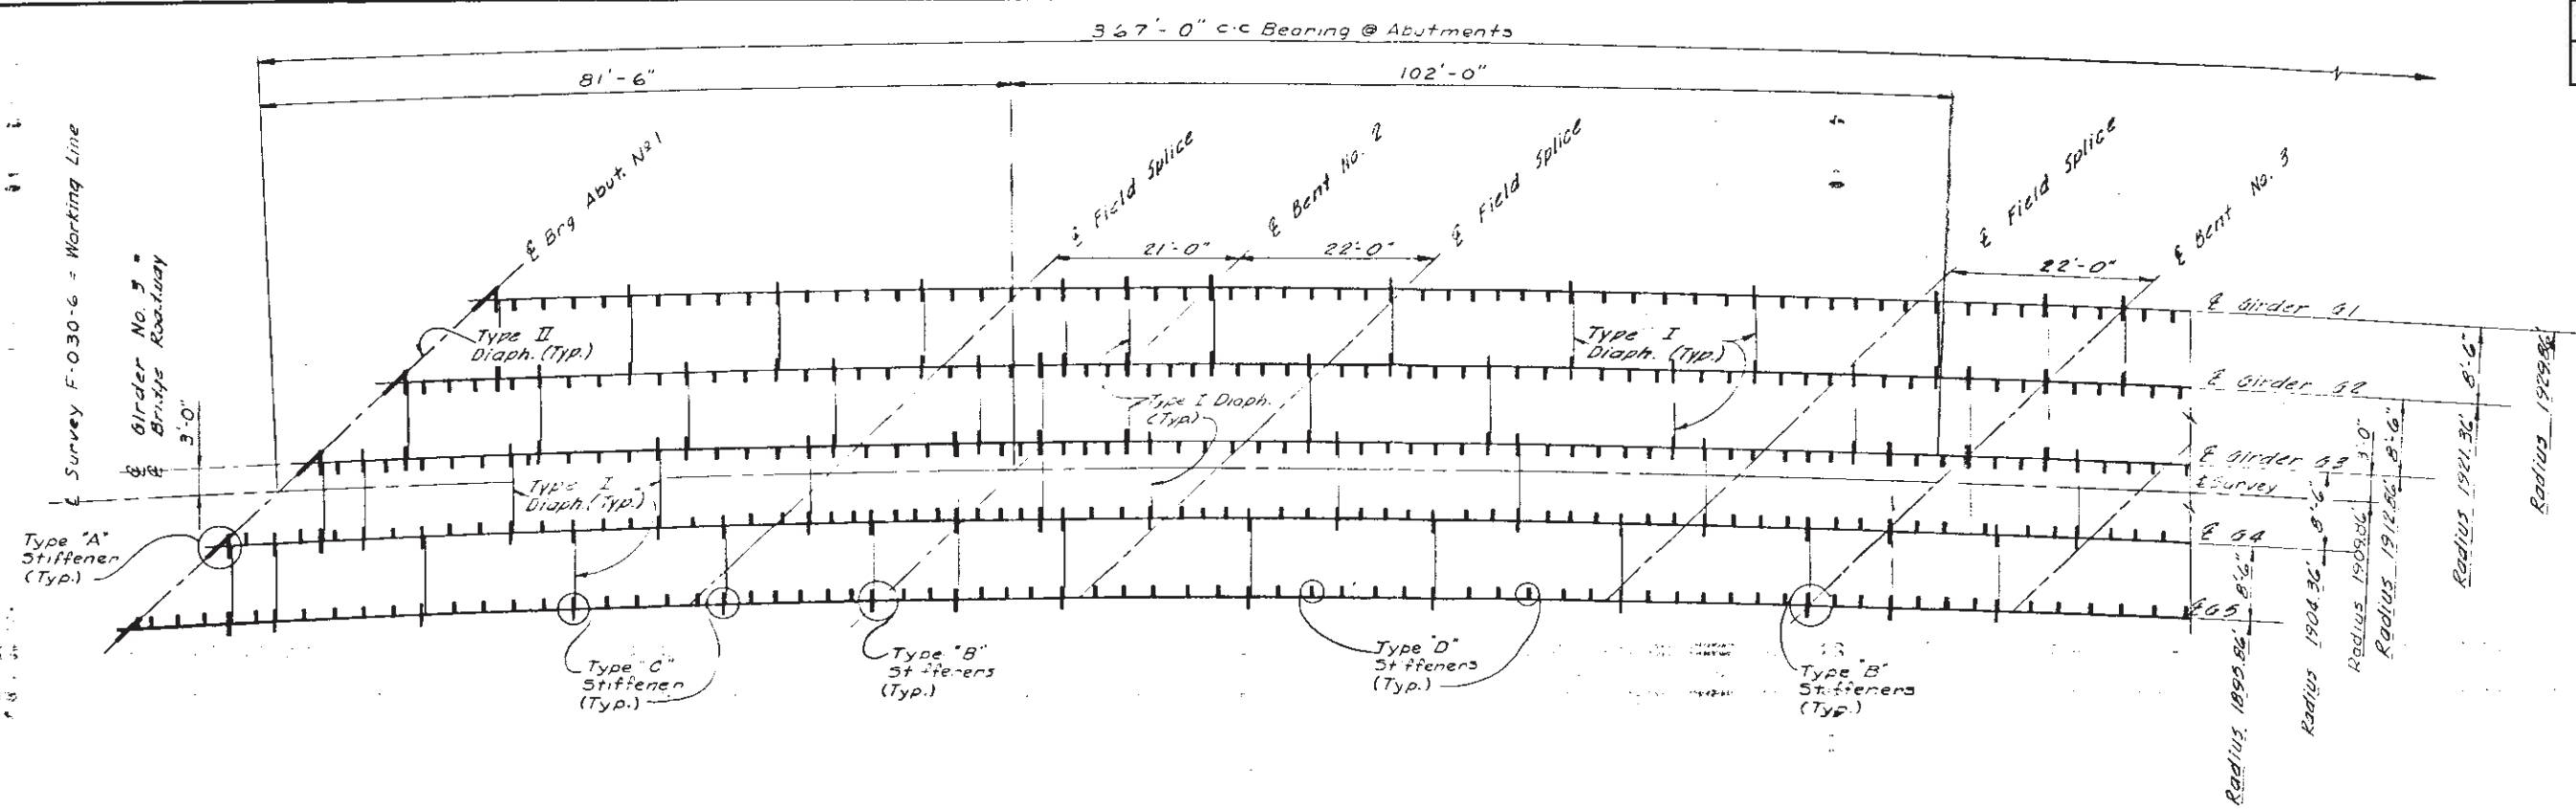 367'-0" c-c Bearing @ Abutments
81'-6"
102'-0"
℄ Survey F-030-6 = Working Line
℄ Girder No. 3 =
℄ Bridge Roadway
3'-0"
℄ Brg Abut. Nº 1
℄ Field Splice
℄ Bent No. 2
℄ Field Splice
℄ Field Splice
℄ Bent No. 3
21'-0"
22'-0"
22'-0"
Type II
Diaph. (Typ.)
Type I
Diaph. (Typ.)
Type I Diaph.
(Typ.)
Type I
Diaph. (Typ.)
℄ Girder G1
℄ Girder G2
℄ Girder G3
℄ Survey
℄ G4
℄ G5
Type "A"
Stiffener
(Typ.)
Type "C"
Stiffener
(Typ.)
Type "B"
Stiffeners
(Typ.)
Type "D"
Stiffeners
(Typ.)
Type "B"
Stiffeners
(Typ.)
Radius 1895.86'
8'-6"
Radius 1904.36'
8'-6"
Radius 1909.86'
3'-0"
Radius 1912.86'
8'-6"
Radius 1921.36'
8'-6"
Radius 1929.86'